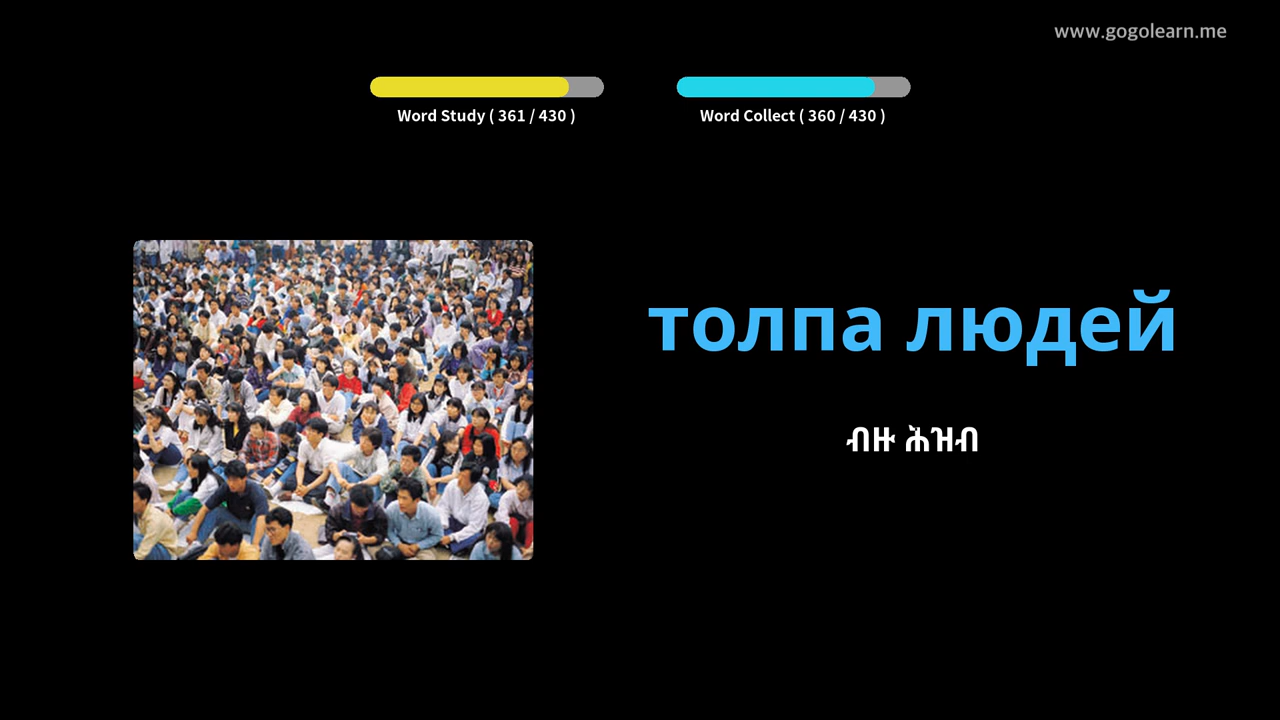 www.gogolearn.me
Word Study ( 361 / 430 )
Word Collect ( 360 / 430 )
толпа людей
ብዙ ሕዝብ